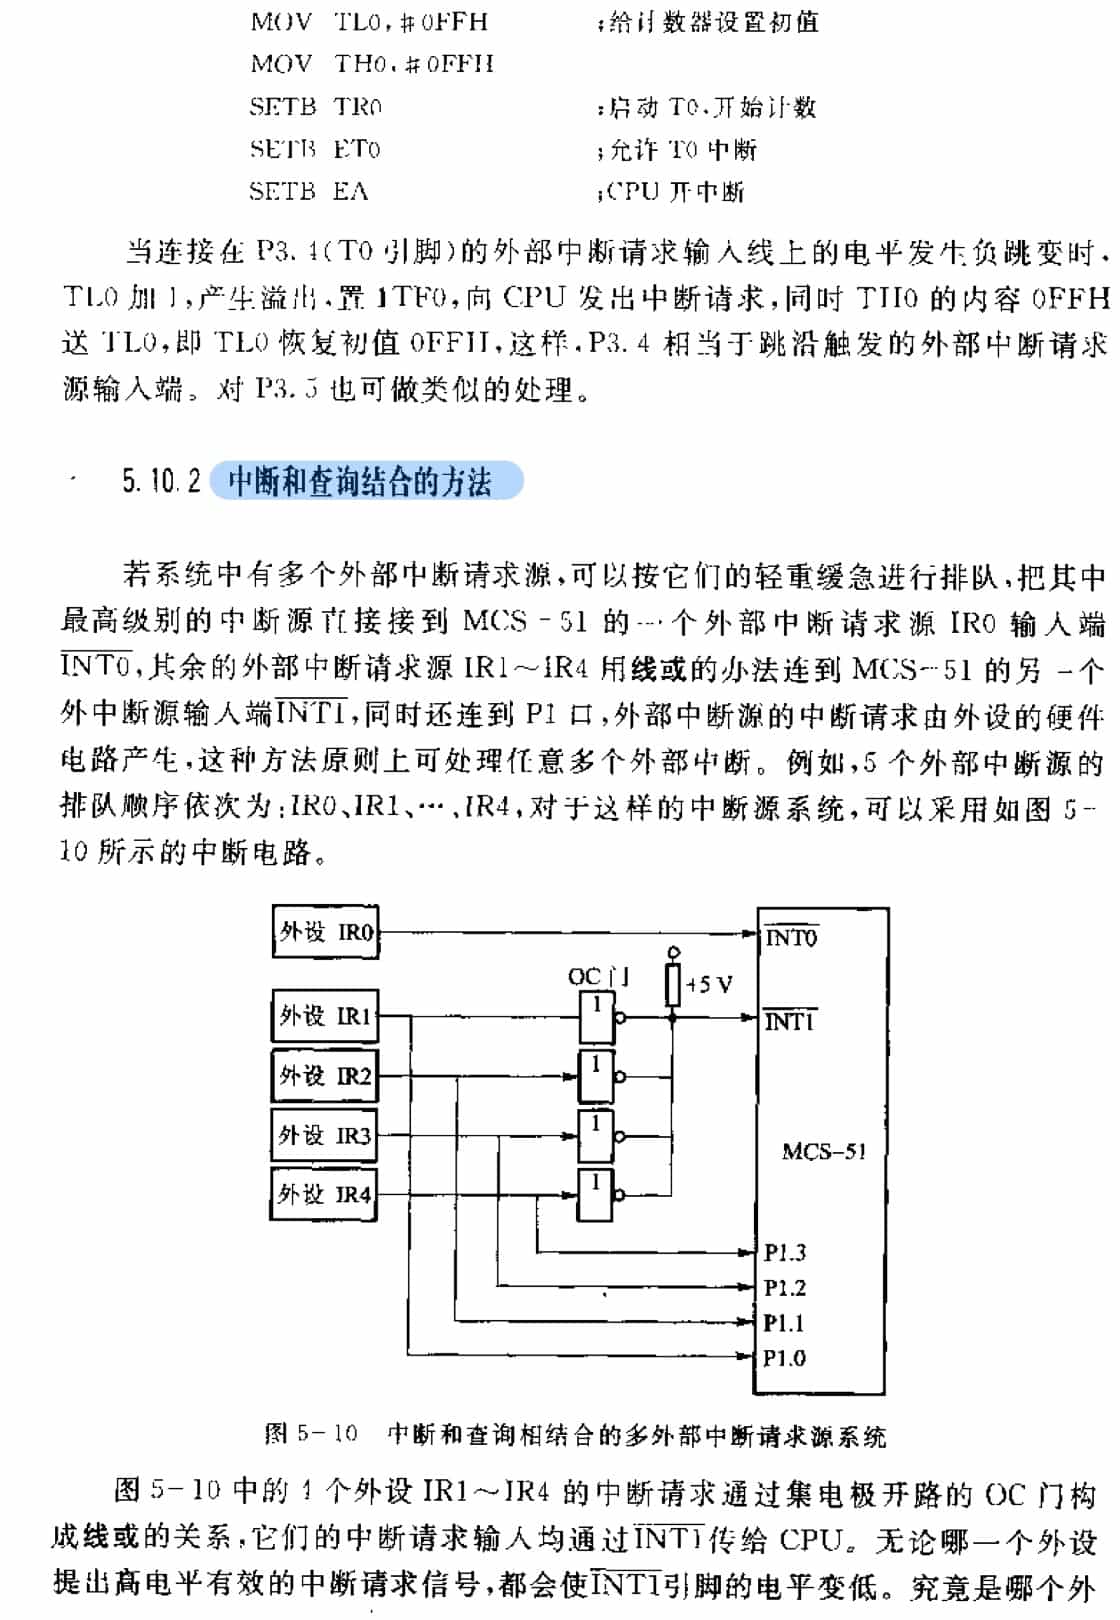 MOV TL0,#0FFH ;给计数器设置初值
MOV TH0,#0FFH
SETB TR0 ;启动 T0,开始计数
SETB ET0 ;允许 T0 中断
SETB EA ;CPU 开中断
当连接在 P3.4(T0 引脚)的外部中断请求输入线上的电平发生负跳变时,
TL0 加 1,产生溢出,置 1TF0,向 CPU 发出中断请求,同时 TH0 的内容 0FFH
送 TL0,即 TL0 恢复初值 0FFH,这样,P3.4 相当于跳沿触发的外部中断请求
源输入端。对 P3.5 也可做类似的处理。
5.10.2 中断和查询结合的方法
若系统中有多个外部中断请求源,可以按它们的轻重缓急进行排队,把其中
最高级别的中断源直接接到 MCS-51 的一个外部中断请求源 IR0 输入端
INT0,其余的外部中断请求源 IR1～IR4 用线或的办法连到 MCS-51 的另一个
外中断源输入端INT1,同时还连到 P1 口,外部中断源的中断请求由外设的硬件
电路产生,这种方法原则上可处理任意多个外部中断。例如,5 个外部中断源的
排队顺序依次为:IR0、IR1、…、IR4,对于这样的中断源系统,可以采用如图 5-
10 所示的中断电路。
外设 IR0
INT0
OC门
+5 V
外设 IR1
1
INT1
外设 IR2
1
外设 IR3
1
MCS-51
外设 IR4
1
P1.3
P1.2
P1.1
P1.0
图 5-10 中断和查询相结合的多外部中断请求源系统
图 5-10 中的 4 个外设 IR1～IR4 的中断请求通过集电极开路的 OC 门构
成线或的关系,它们的中断请求输入均通过INT1传给 CPU。无论哪一个外设
提出高电平有效的中断请求信号,都会使INT1引脚的电平变低。究竟是哪个外